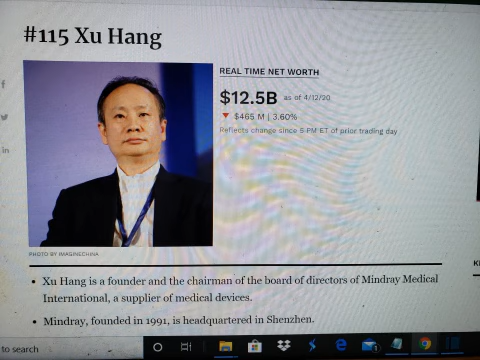 #115 Xu Hang
REAL TIME NET WORTH
$12.5B as of 4/12/20
$465 M | 3.60%
Reflects change since 5 PM ET of prior trading day
PHOTO BY IMAGINECHINA
• Xu Hang is a founder and the chairman of the board of directors of Mindray Medical
International, a supplier of medical devices.
• Mindray, founded in 1991, is headquartered in Shenzhen.
to search